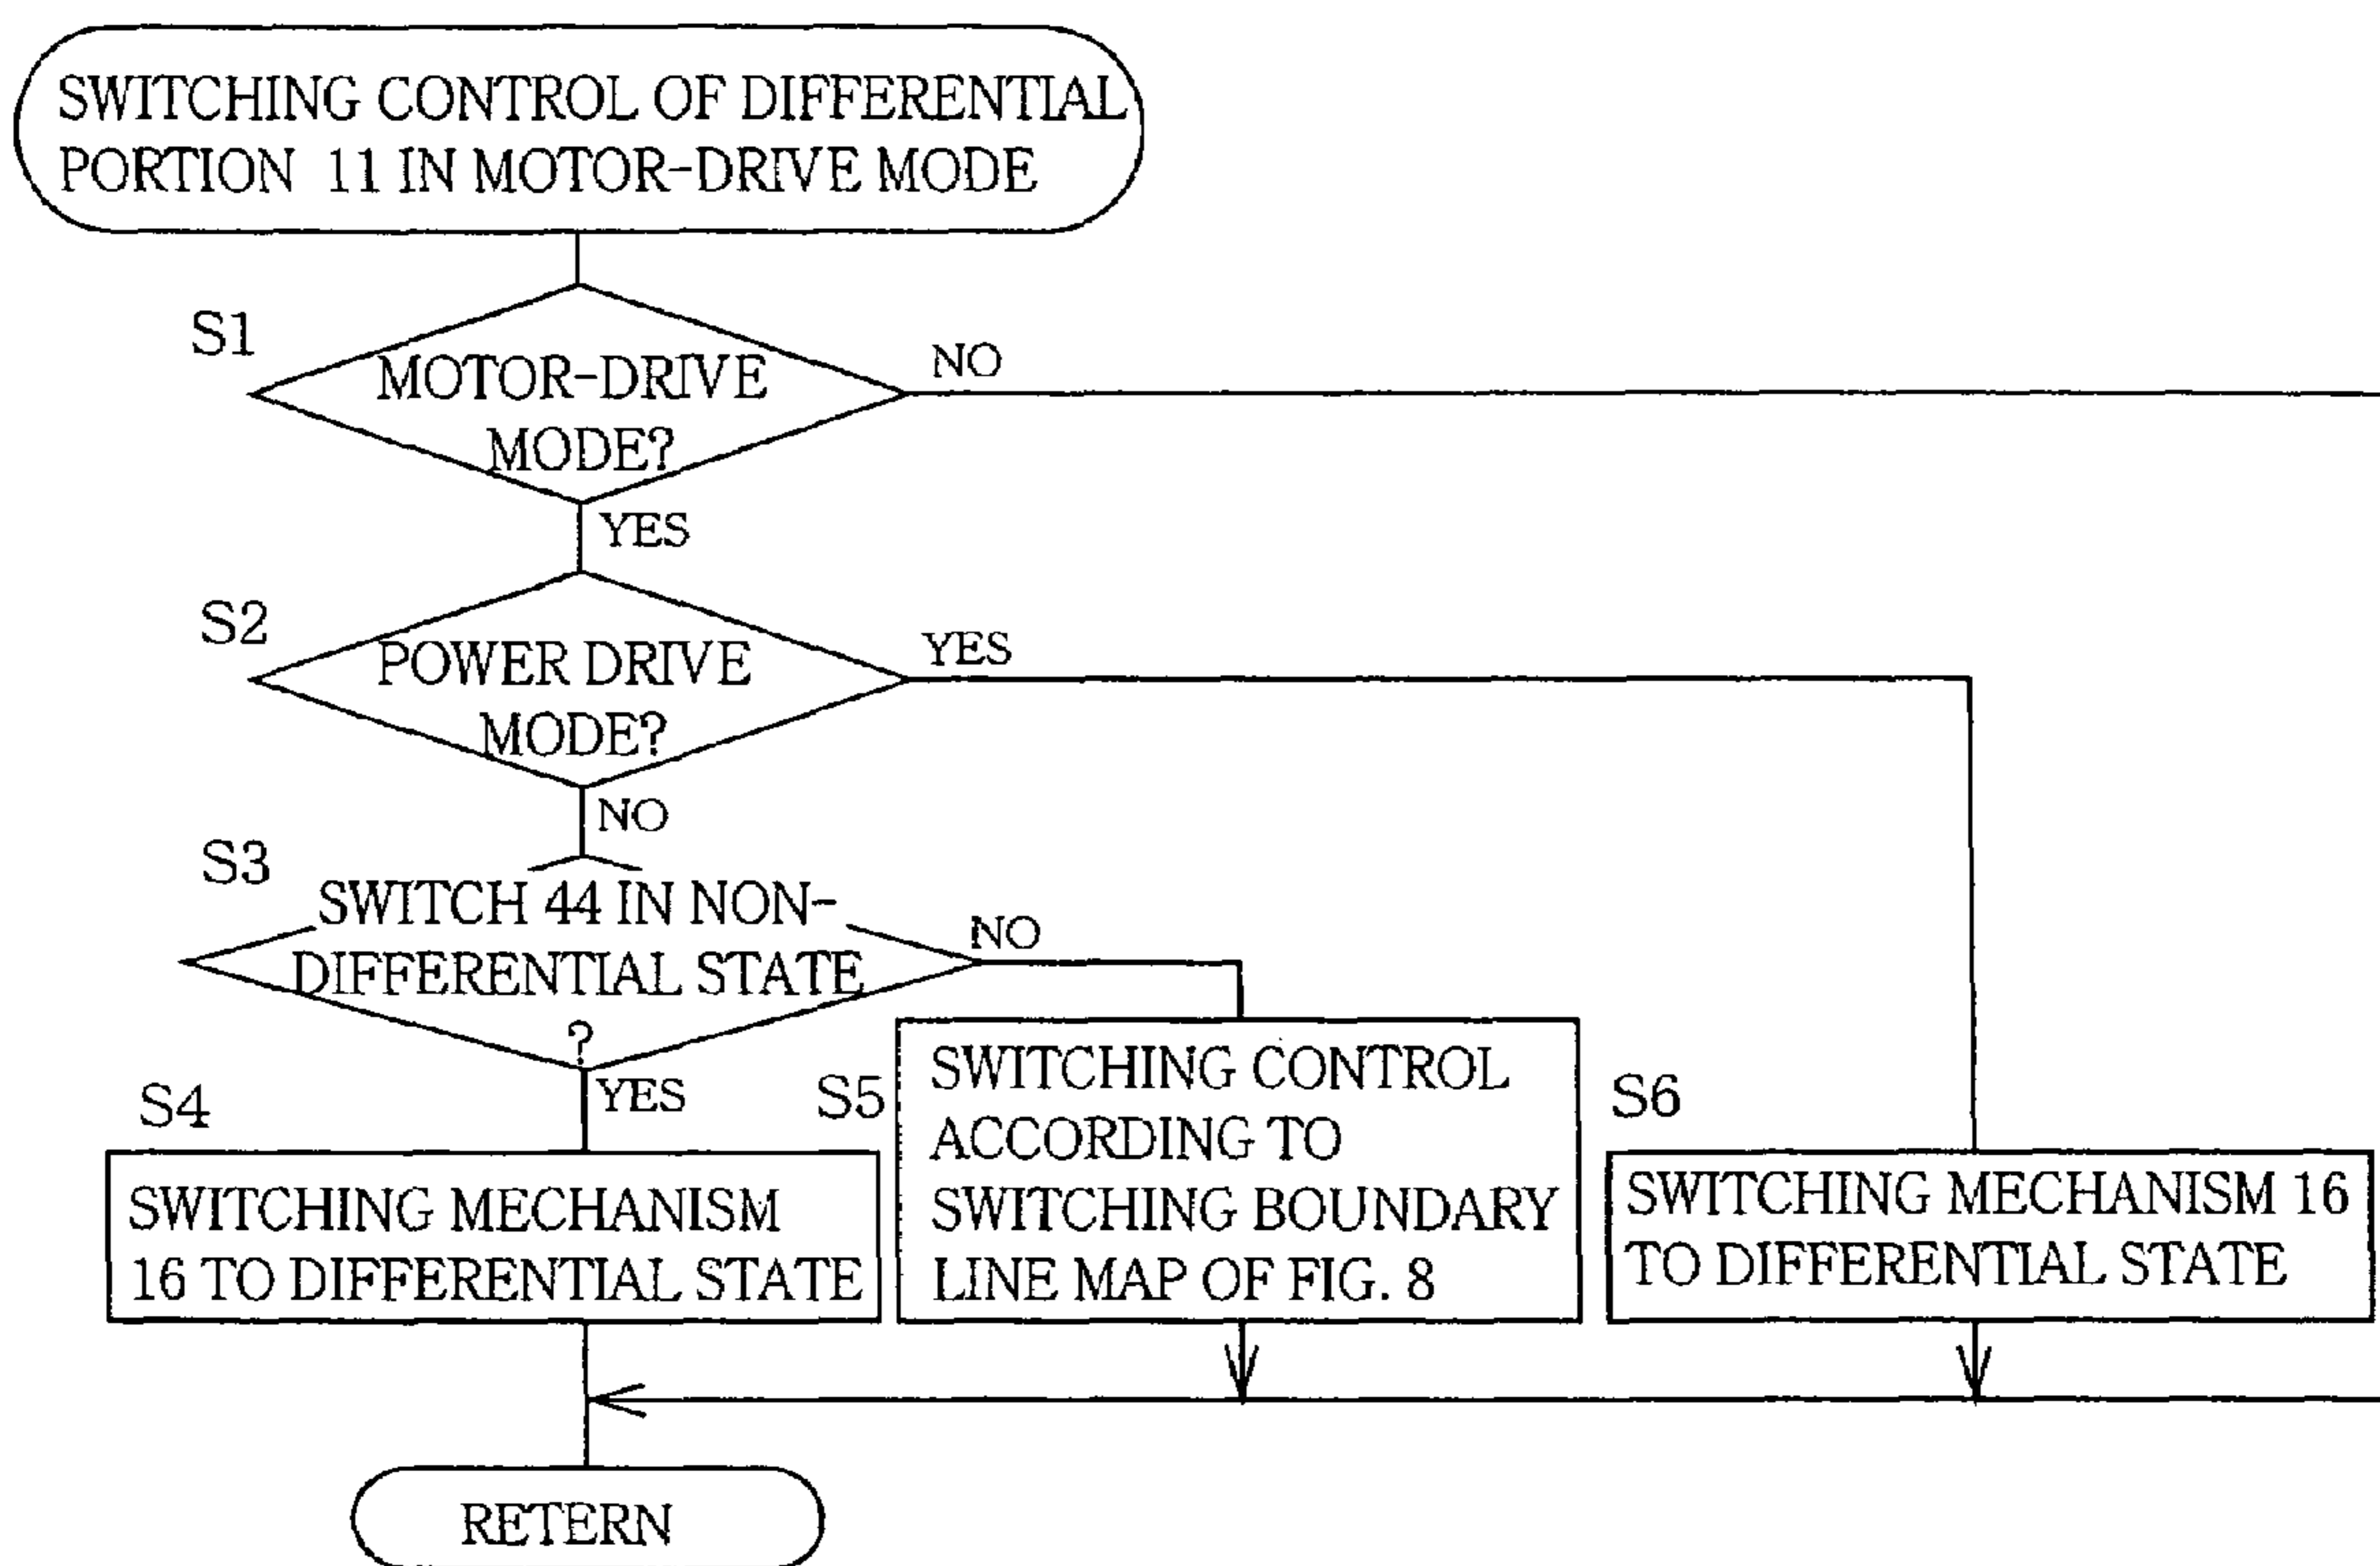 SWITCHING CONTROL OF DIFFERENTIAL
PORTION 11 IN MOTOR-DRIVE MODE
S1
MOTOR-DRIVE
MODE?
NO
YES
S2
POWER DRIVE
MODE?
YES
NO
S3
SWITCH 44 IN NON-
DIFFERENTIAL STATE
?
NO
YES
S4
SWITCHING MECHANISM
16 TO DIFFERENTIAL STATE
S5
SWITCHING CONTROL
ACCORDING TO
SWITCHING BOUNDARY
LINE MAP OF FIG. 8
S6
SWITCHING MECHANISM 16
TO DIFFERENTIAL STATE
RETERN